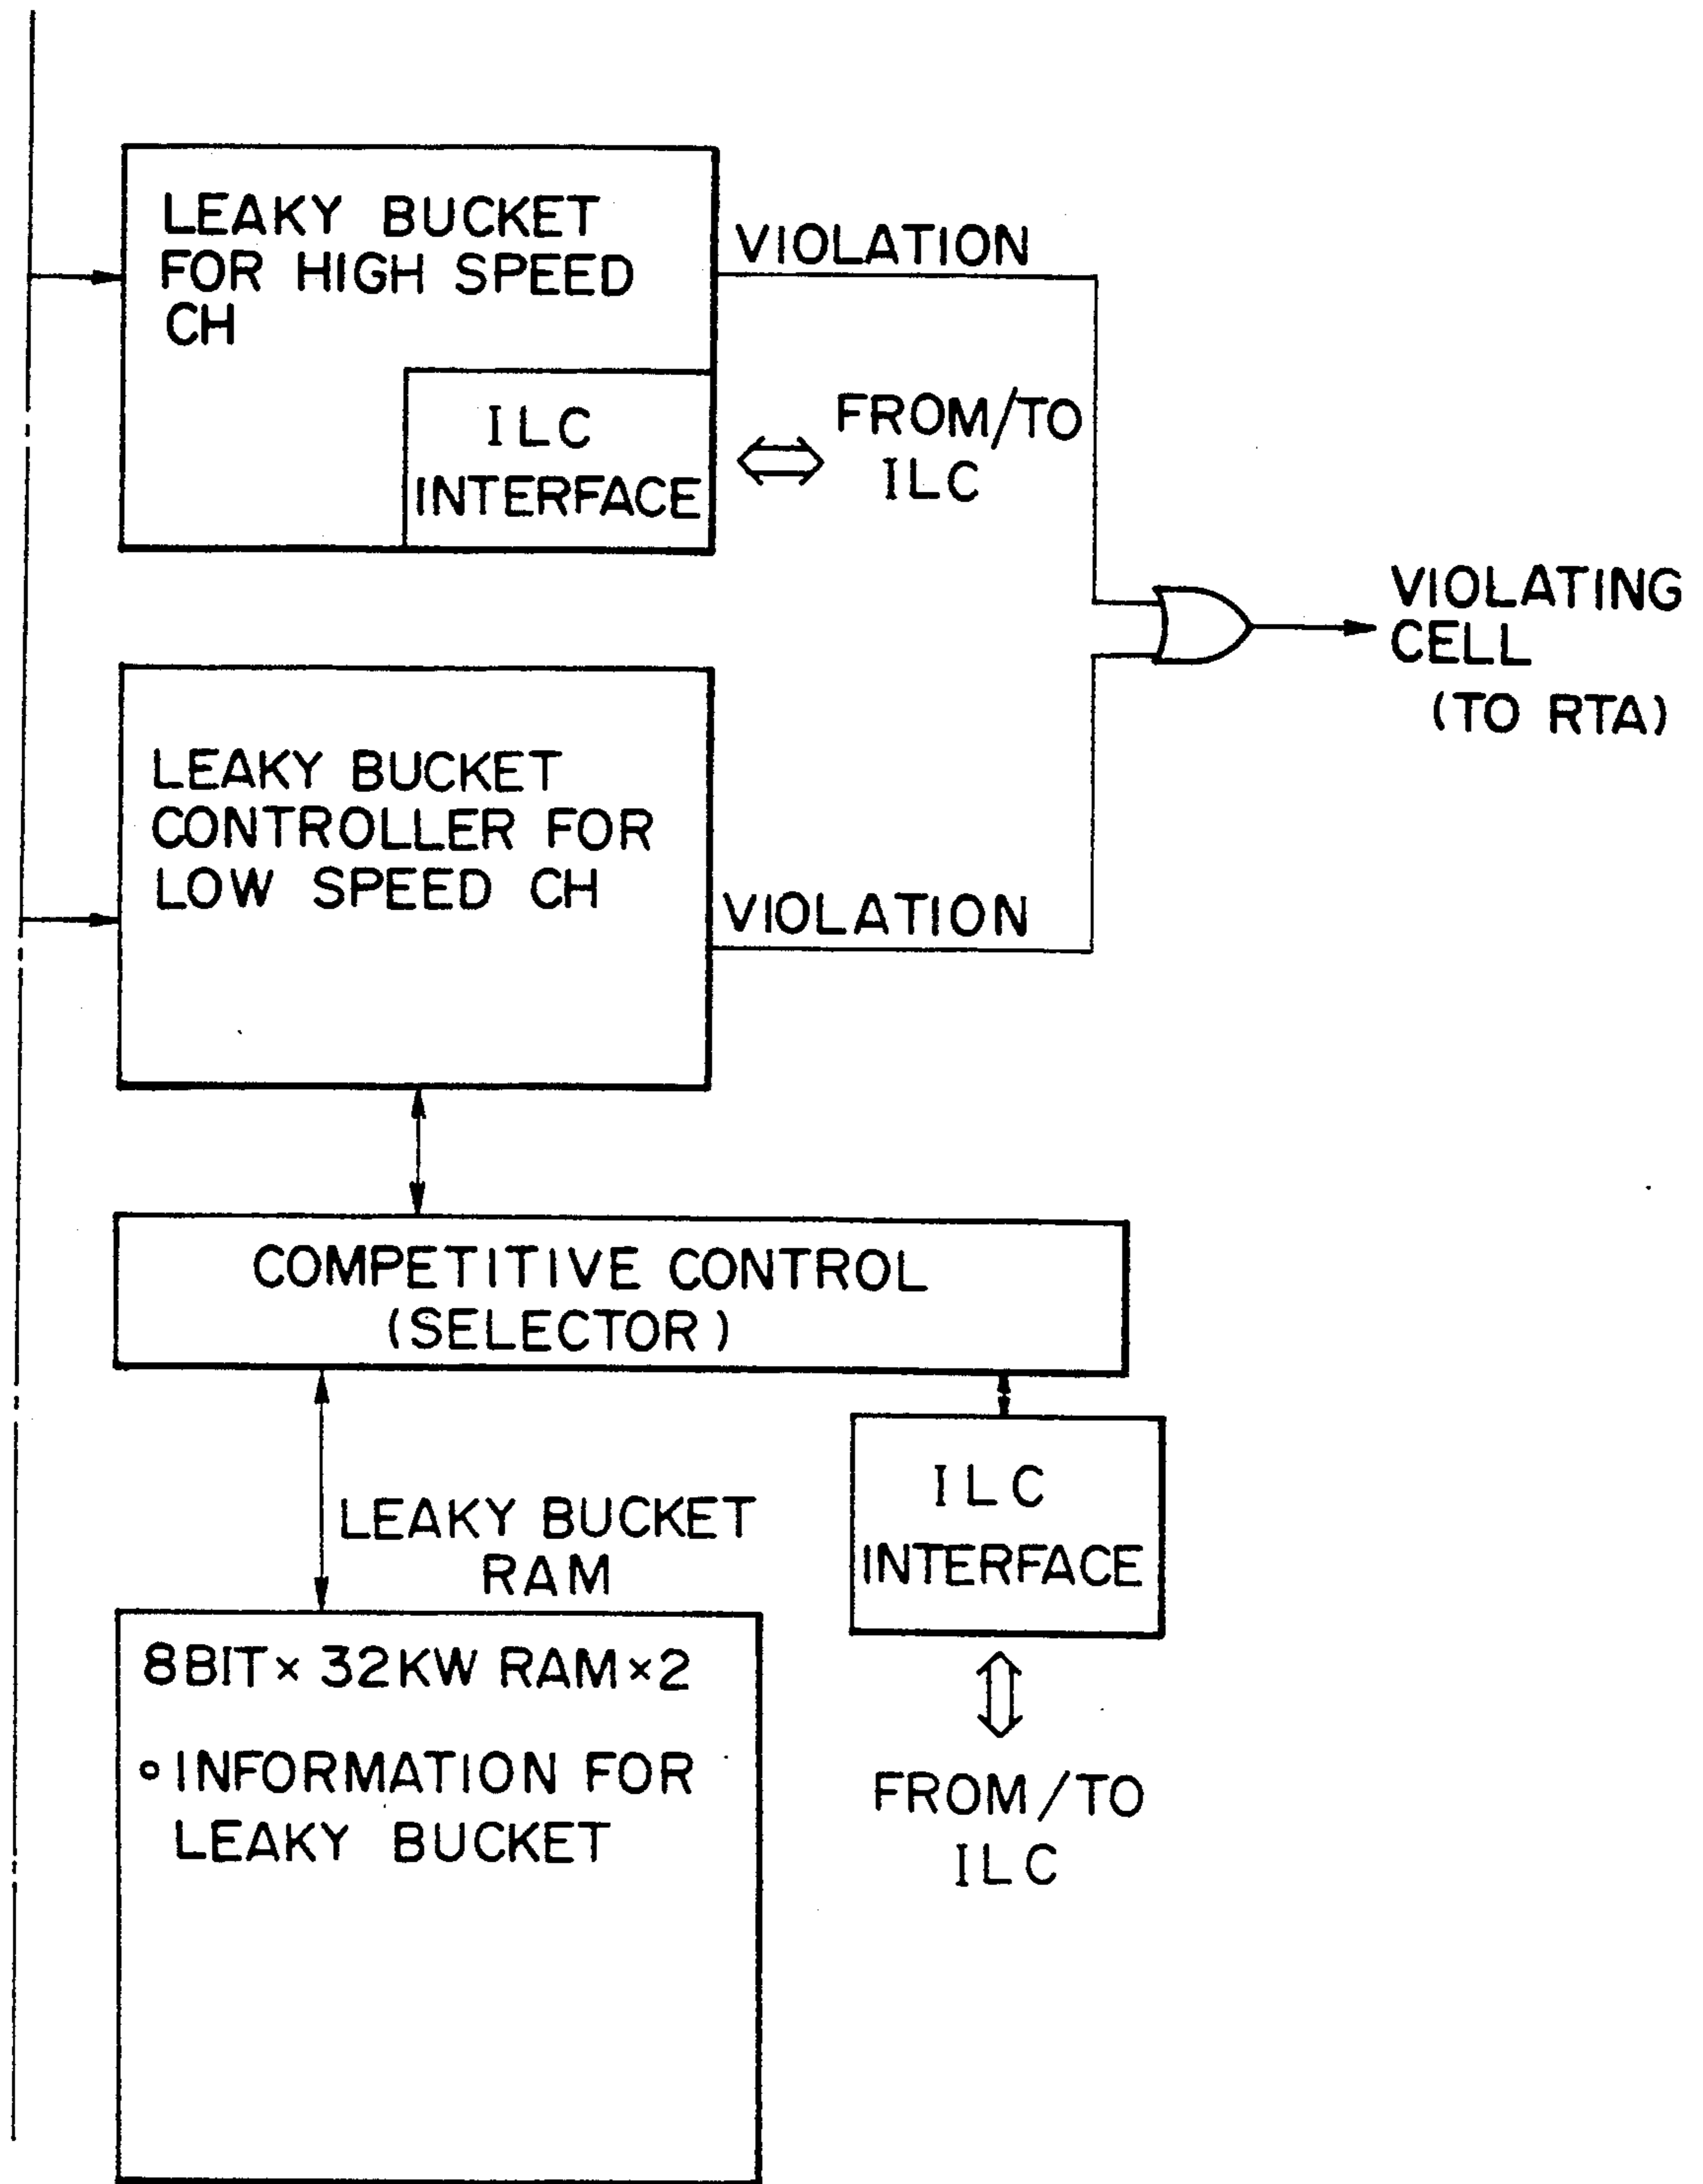 LEAKY BUCKET
FOR HIGH SPEED
CH
VIOLATION
ILC
INTERFACE
FROM/TO
ILC
VIOLATING
CELL
(TO RTA)
LEAKY BUCKET
CONTROLLER FOR
LOW SPEED CH
VIOLATION
COMPETITIVE CONTROL
(SELECTOR)
LEAKY BUCKET
RAM
ILC
INTERFACE
8BIT× 32KW RAM×2
∘ INFORMATION FOR
LEAKY BUCKET
FROM/TO
ILC